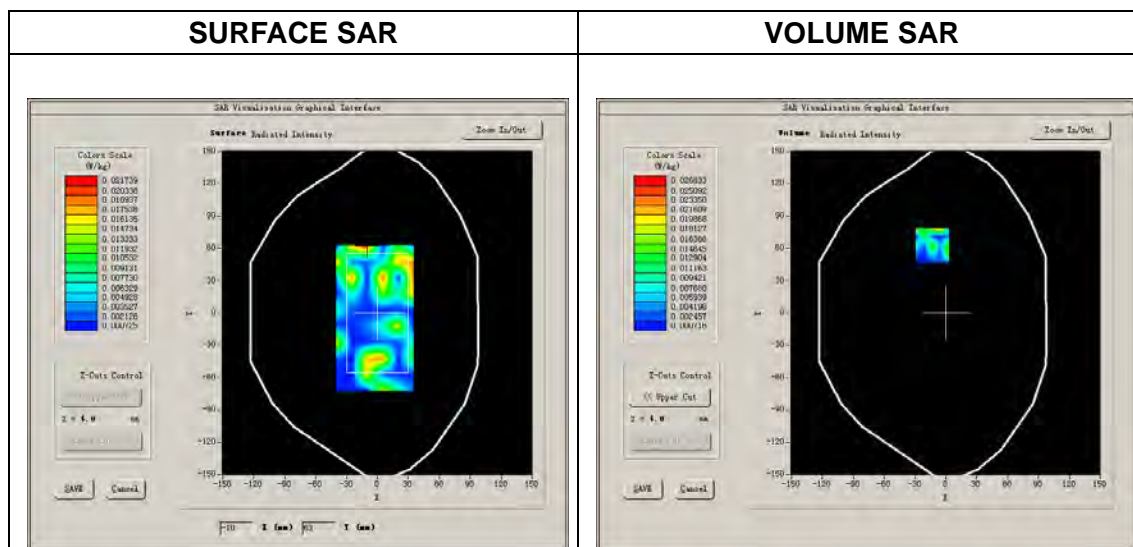 SURFACE SAR
VOLUME SAR
SAR Visualisation Graphical Interface
Surface Radiated Intensity
Zoom In/Out
Colors Scale
(W/kg)
0.021739
0.020338
0.017538
0.016135
0.014734
0.013333
0.011932
0.010532
0.009131
0.007730
0.006329
0.004928
0.003527
0.002126
0.000725
150
120
90
60
30
0
-30
-60
-90
-120
-150
Y
-150 -120 -90 -60 -30 0 30 60 90 120 150
X
Z-Cuts Control
Z = 4.0 mm
SAVE
Cancel
-10 X (mm) 63 Y (mm)
SAR Visualisation Graphical Interface
Volume Radiated Intensity
Zoom In/Out
Colors Scale
(W/kg)
0.026833
0.025092
0.023350
0.021609
0.019868
0.018127
0.016386
0.014645
0.012904
0.011163
0.009421
0.007680
0.005939
0.004198
0.002457
0.000716
150
120
90
60
30
0
-30
-60
-90
-120
-150
Y
-150 -120 -90 -60 -30 0 30 60 90 120 150
X
Z-Cuts Control
<< Upper Cut
Z = 4.0 mm
SAVE
Cancel